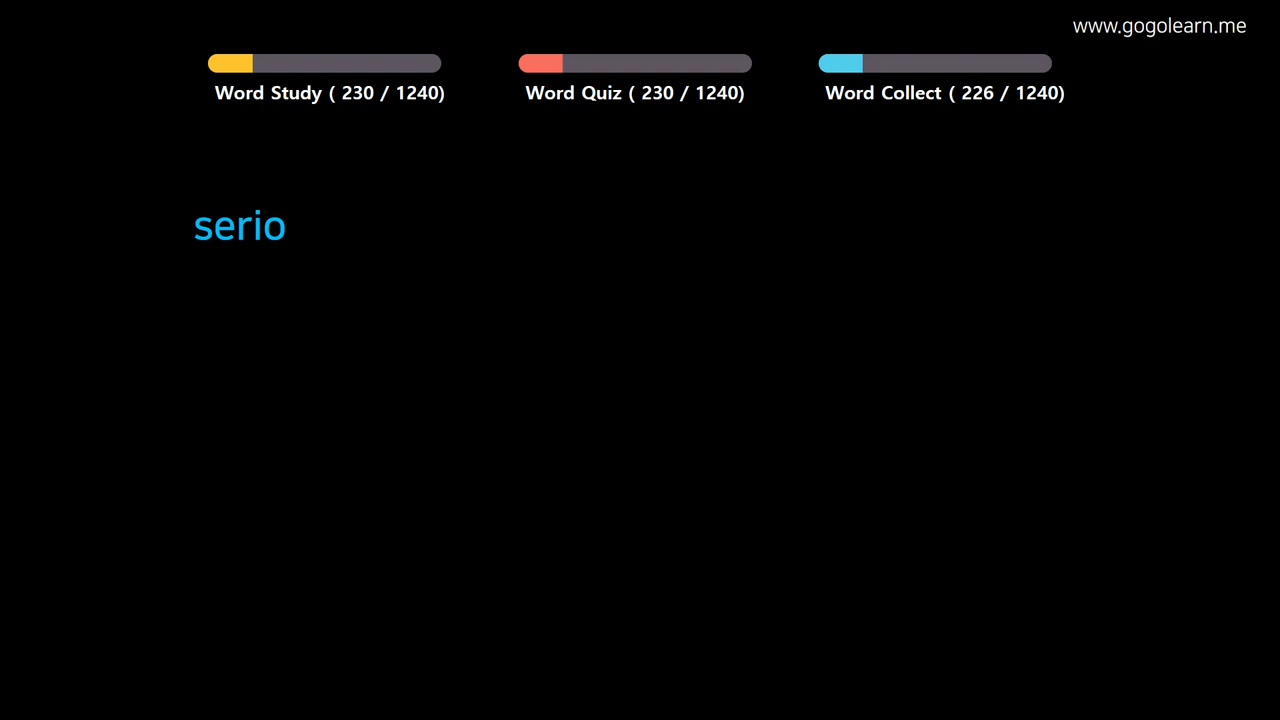 www.gogolearn.me
Word Study ( 230 / 1240)
Word Quiz ( 230 / 1240)
Word Collect ( 226 / 1240)
serio